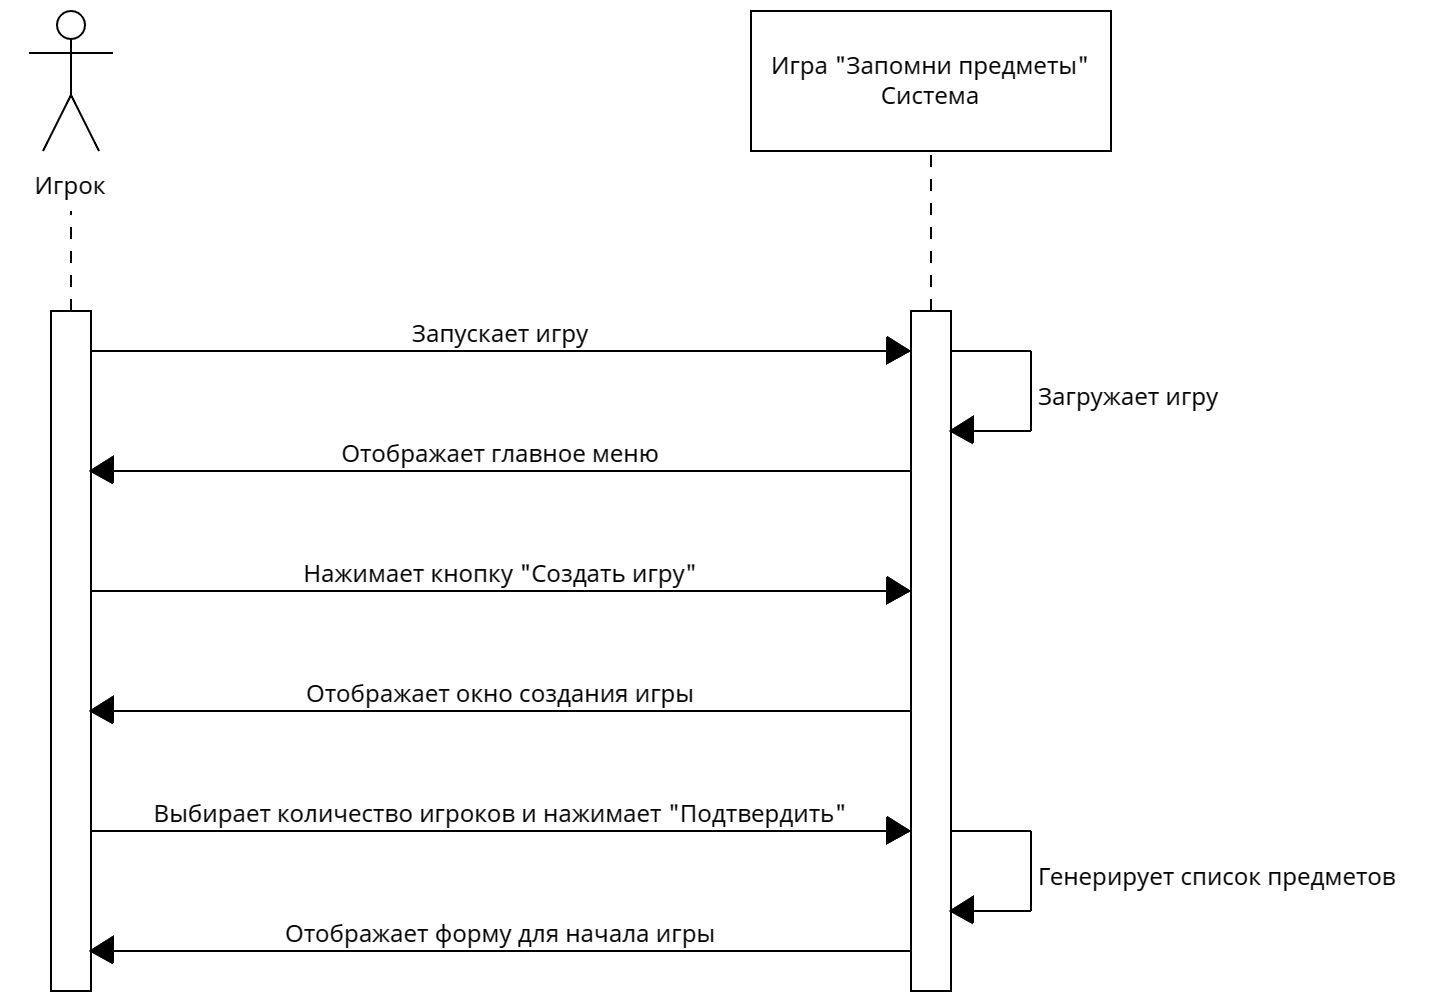 Игра "Запомни предметы"
Система
Игрок
Запускает игру
Загружает игру
Отображает главное меню
Нажимает кнопку "Создать игру"
Отображает окно создания игры
Выбирает количество игроков и нажимает "Подтвердить"
Генерирует список предметов
Отображает форму для начала игры